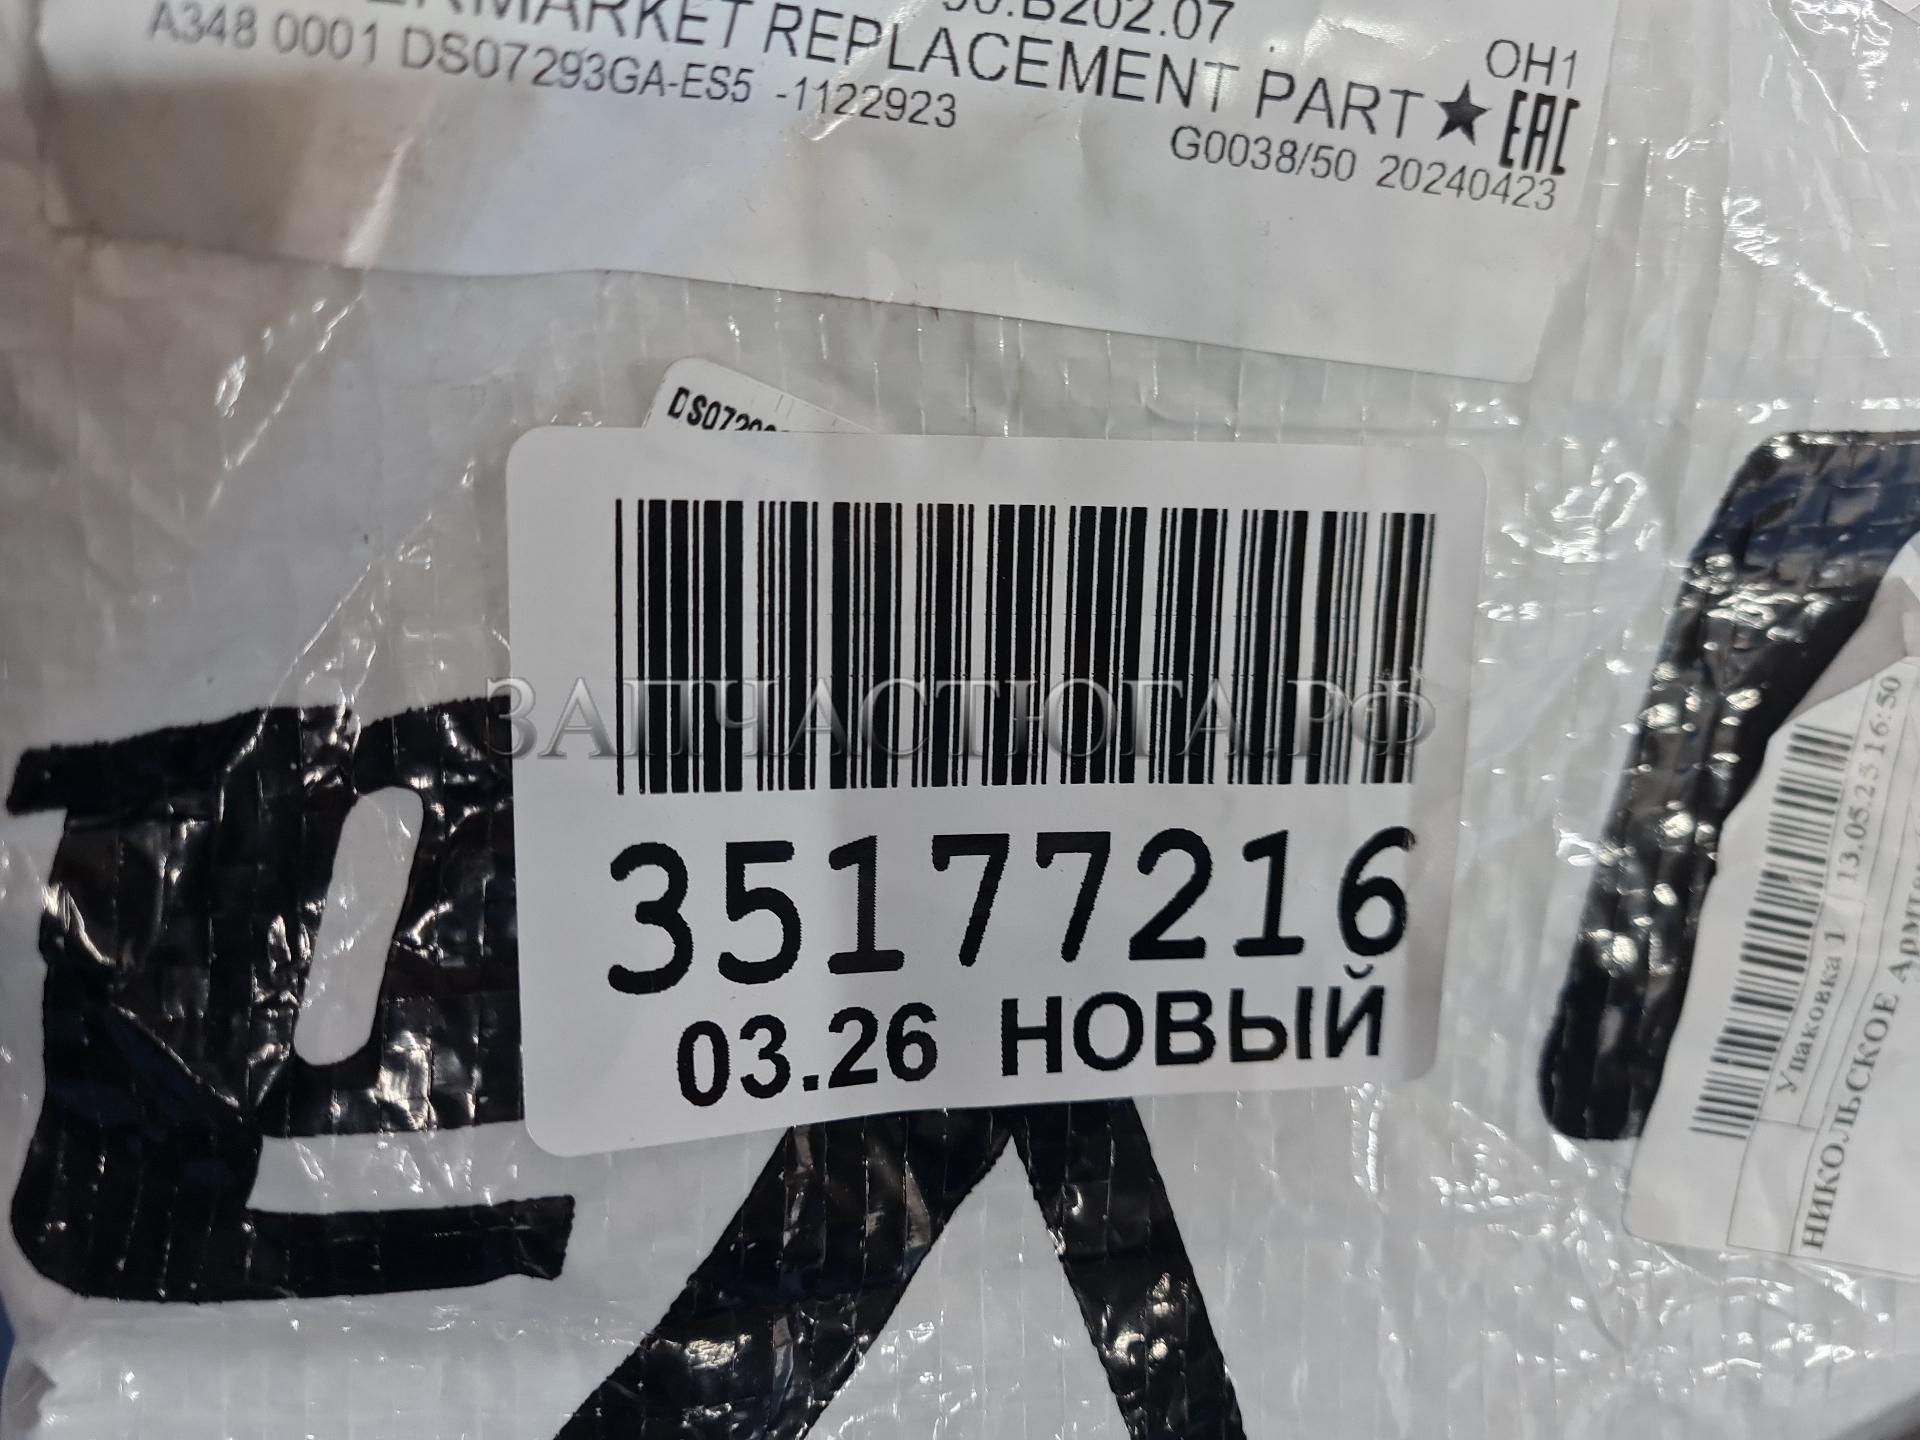 REPLACEMENT PART ★ EAC
OH1
A348 0001 DS07293GA-ES5 -1122923
G0038/50 20240423
ЗАПЧАСТЮГА.РФ
35177216
03.26 НОВЫЙ
Упаковка 1 13.05.25 16:50
НИКОЛЬСКОЕ